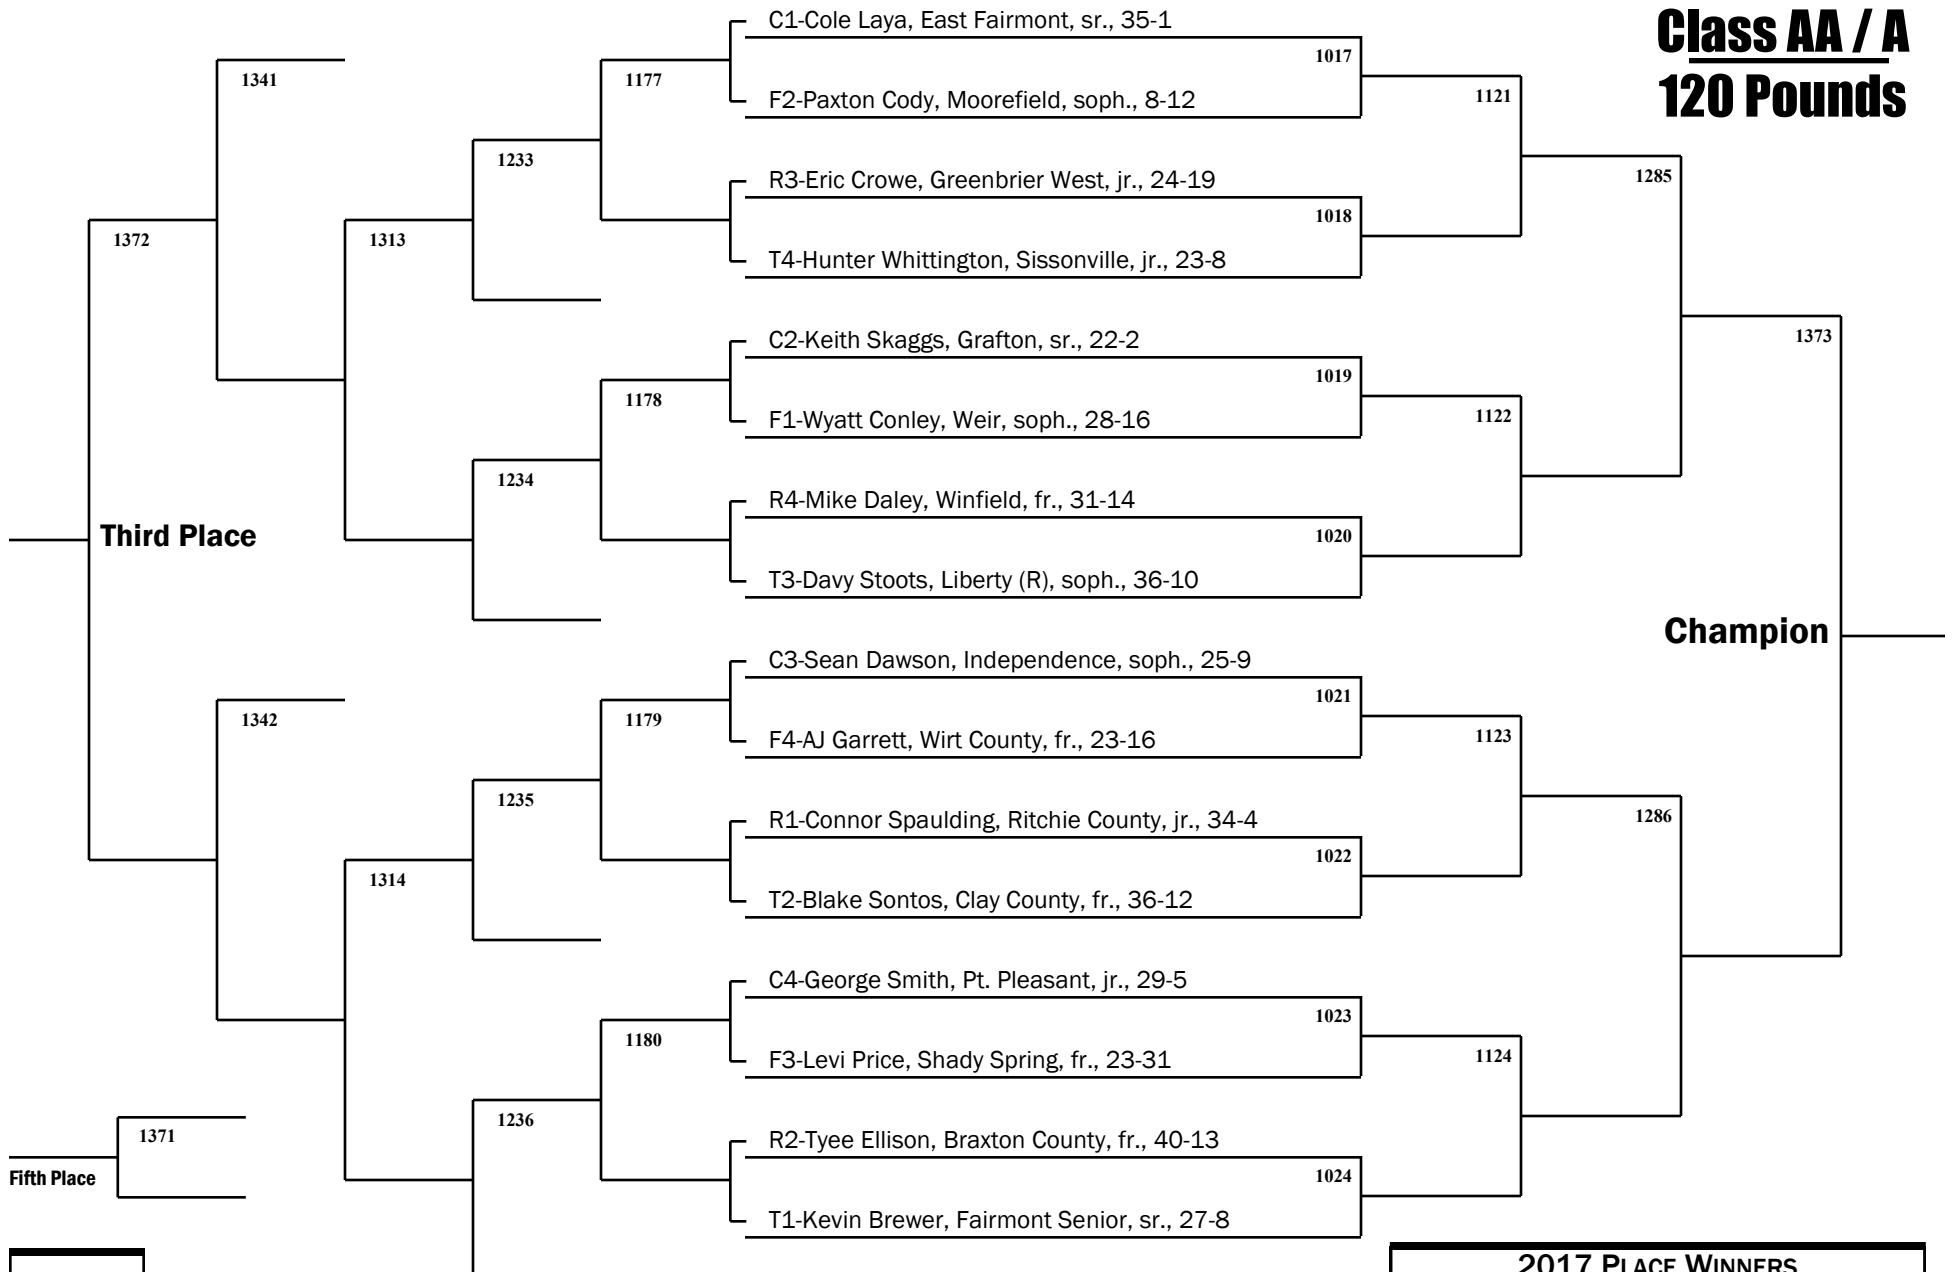 C1-Cole Laya, East Fairmont, sr., 35-1
Class AA / A
120 Pounds
1017
1341
1177
F2-Paxton Cody, Moorefield, soph., 8-12
1121
1233
R3-Eric Crowe, Greenbrier West, jr., 24-19
1285
1018
1372
1313
T4-Hunter Whittington, Sissonville, jr., 23-8
C2-Keith Skaggs, Grafton, sr., 22-2
1373
1019
1178
F1-Wyatt Conley, Weir, soph., 28-16
1122
1234
R4-Mike Daley, Winfield, fr., 31-14
Third Place
1020
T3-Davy Stoots, Liberty (R), soph., 36-10
Champion
C3-Sean Dawson, Independence, soph., 25-9
1021
1342
1179
F4-AJ Garrett, Wirt County, fr., 23-16
1123
1235
R1-Connor Spaulding, Ritchie County, jr., 34-4
1286
1022
1314
T2-Blake Sontos, Clay County, fr., 36-12
C4-George Smith, Pt. Pleasant, jr., 29-5
1023
1180
F3-Levi Price, Shady Spring, fr., 23-31
1124
1236
1371
R2-Tyee Ellison, Braxton County, fr., 40-13
Fifth Place
1024
T1-Kevin Brewer, Fairmont Senior, sr., 27-8
2017 PLACE WINNERS